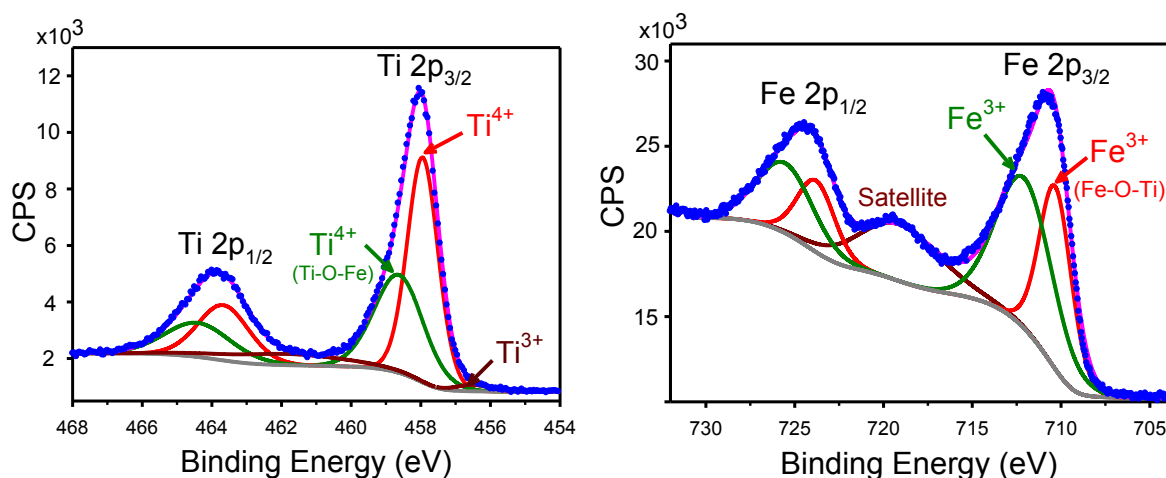 x10³
12
10
8
6
4
2
CPS
Ti 2p₃/₂
Ti⁴⁺
Ti 2p₁/₂
Ti⁴⁺
(Ti-O-Fe)
Ti³⁺
468 466 464 462 460 458 456 454
Binding Energy (eV)
x10³
30
25
20
15
CPS
Fe 2p₃/₂
Fe 2p₁/₂
Fe³⁺
Fe³⁺
(Fe-O-Ti)
Satellite
730 725 720 715 710 705
Binding Energy (eV)